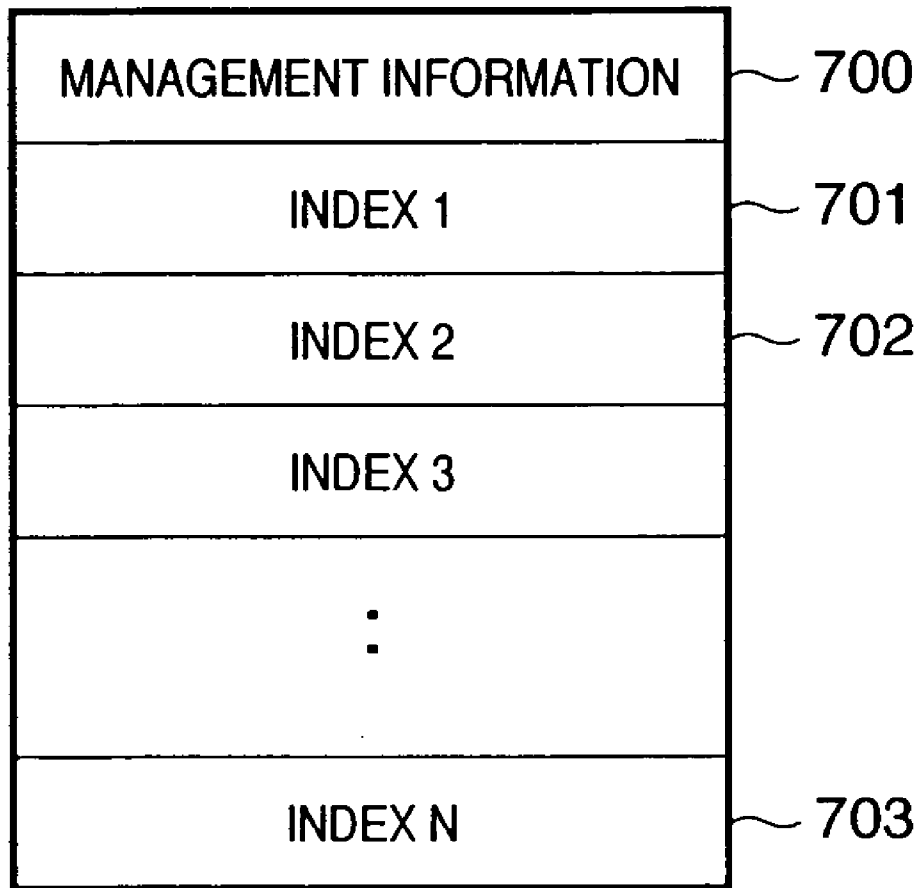 MANAGEMENT INFORMATION 700
INDEX 1 701
INDEX 2 702
INDEX 3
:
INDEX N 703